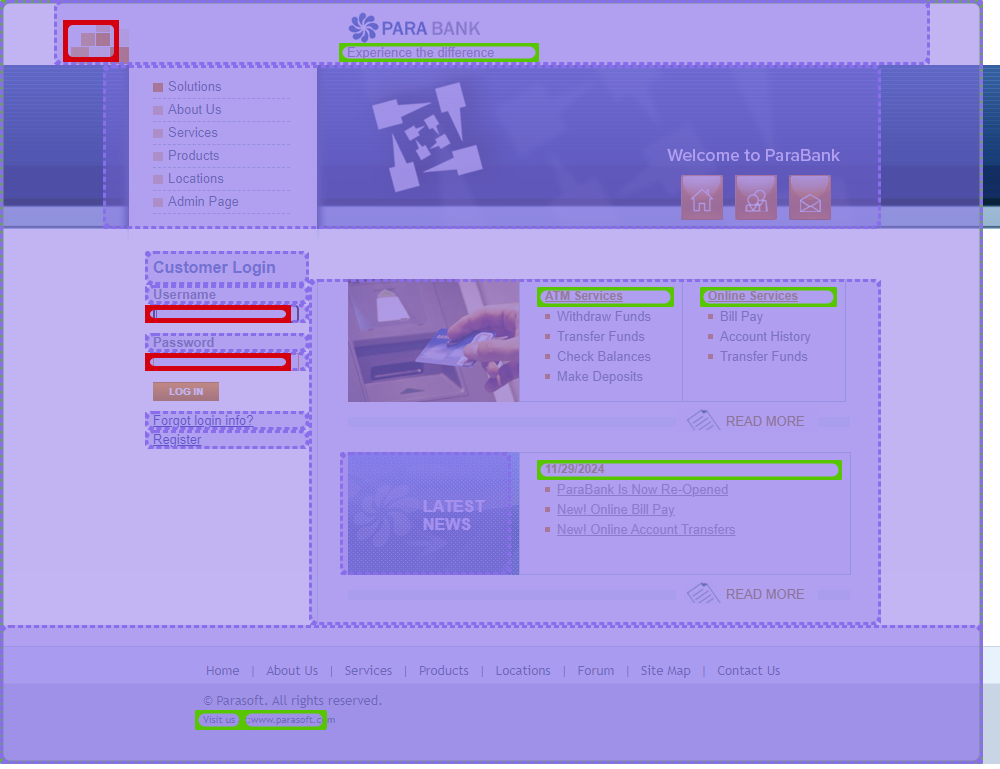 PARA BANK
Experience the difference
Solutions
About Us
Services
Products
Locations
Admin Page
Welcome to ParaBank
Customer Login
Username
Password
LOG IN
Forgot login info?
Register
ATM Services
Withdraw Funds
Transfer Funds
Check Balances
Make Deposits
Online Services
Bill Pay
Account History
Transfer Funds
READ MORE
LATEST
NEWS
11/29/2024
ParaBank Is Now Re-Opened
New! Online Bill Pay
New! Online Account Transfers
READ MORE
Home | About Us | Services | Products | Locations | Forum | Site Map | Contact Us
© Parasoft. All rights reserved.
Visit us www.parasoft.com